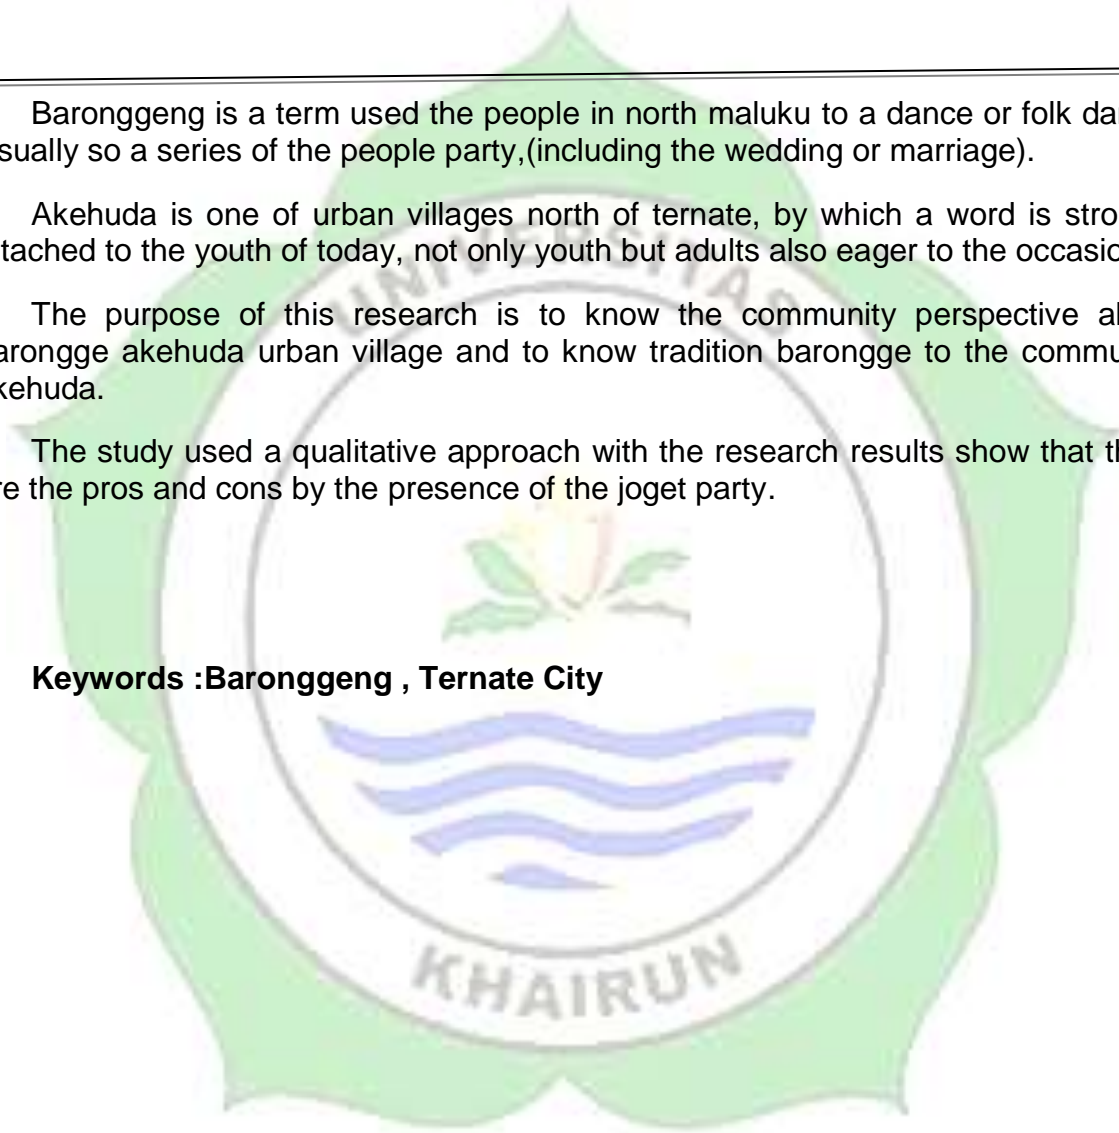 Baronggeng is a term used the people in north maluku to a dance or folk da
sually so a series of the people party,(including the wedding or marriage).
Akehuda is one of urban villages north of ternate, by which a word is stro
tached to the youth of today, not only youth but adults also eager to the occasio
The purpose of this research is to know the community perspective a
arongge akehuda urban village and to know tradition barongge to the commu
kehuda.
The study used a qualitative approach with the research results show that t
re the pros and cons by the presence of the joget party.
Keywords :Baronggeng , Ternate City
UNIVERSITAS
KHAIRUN